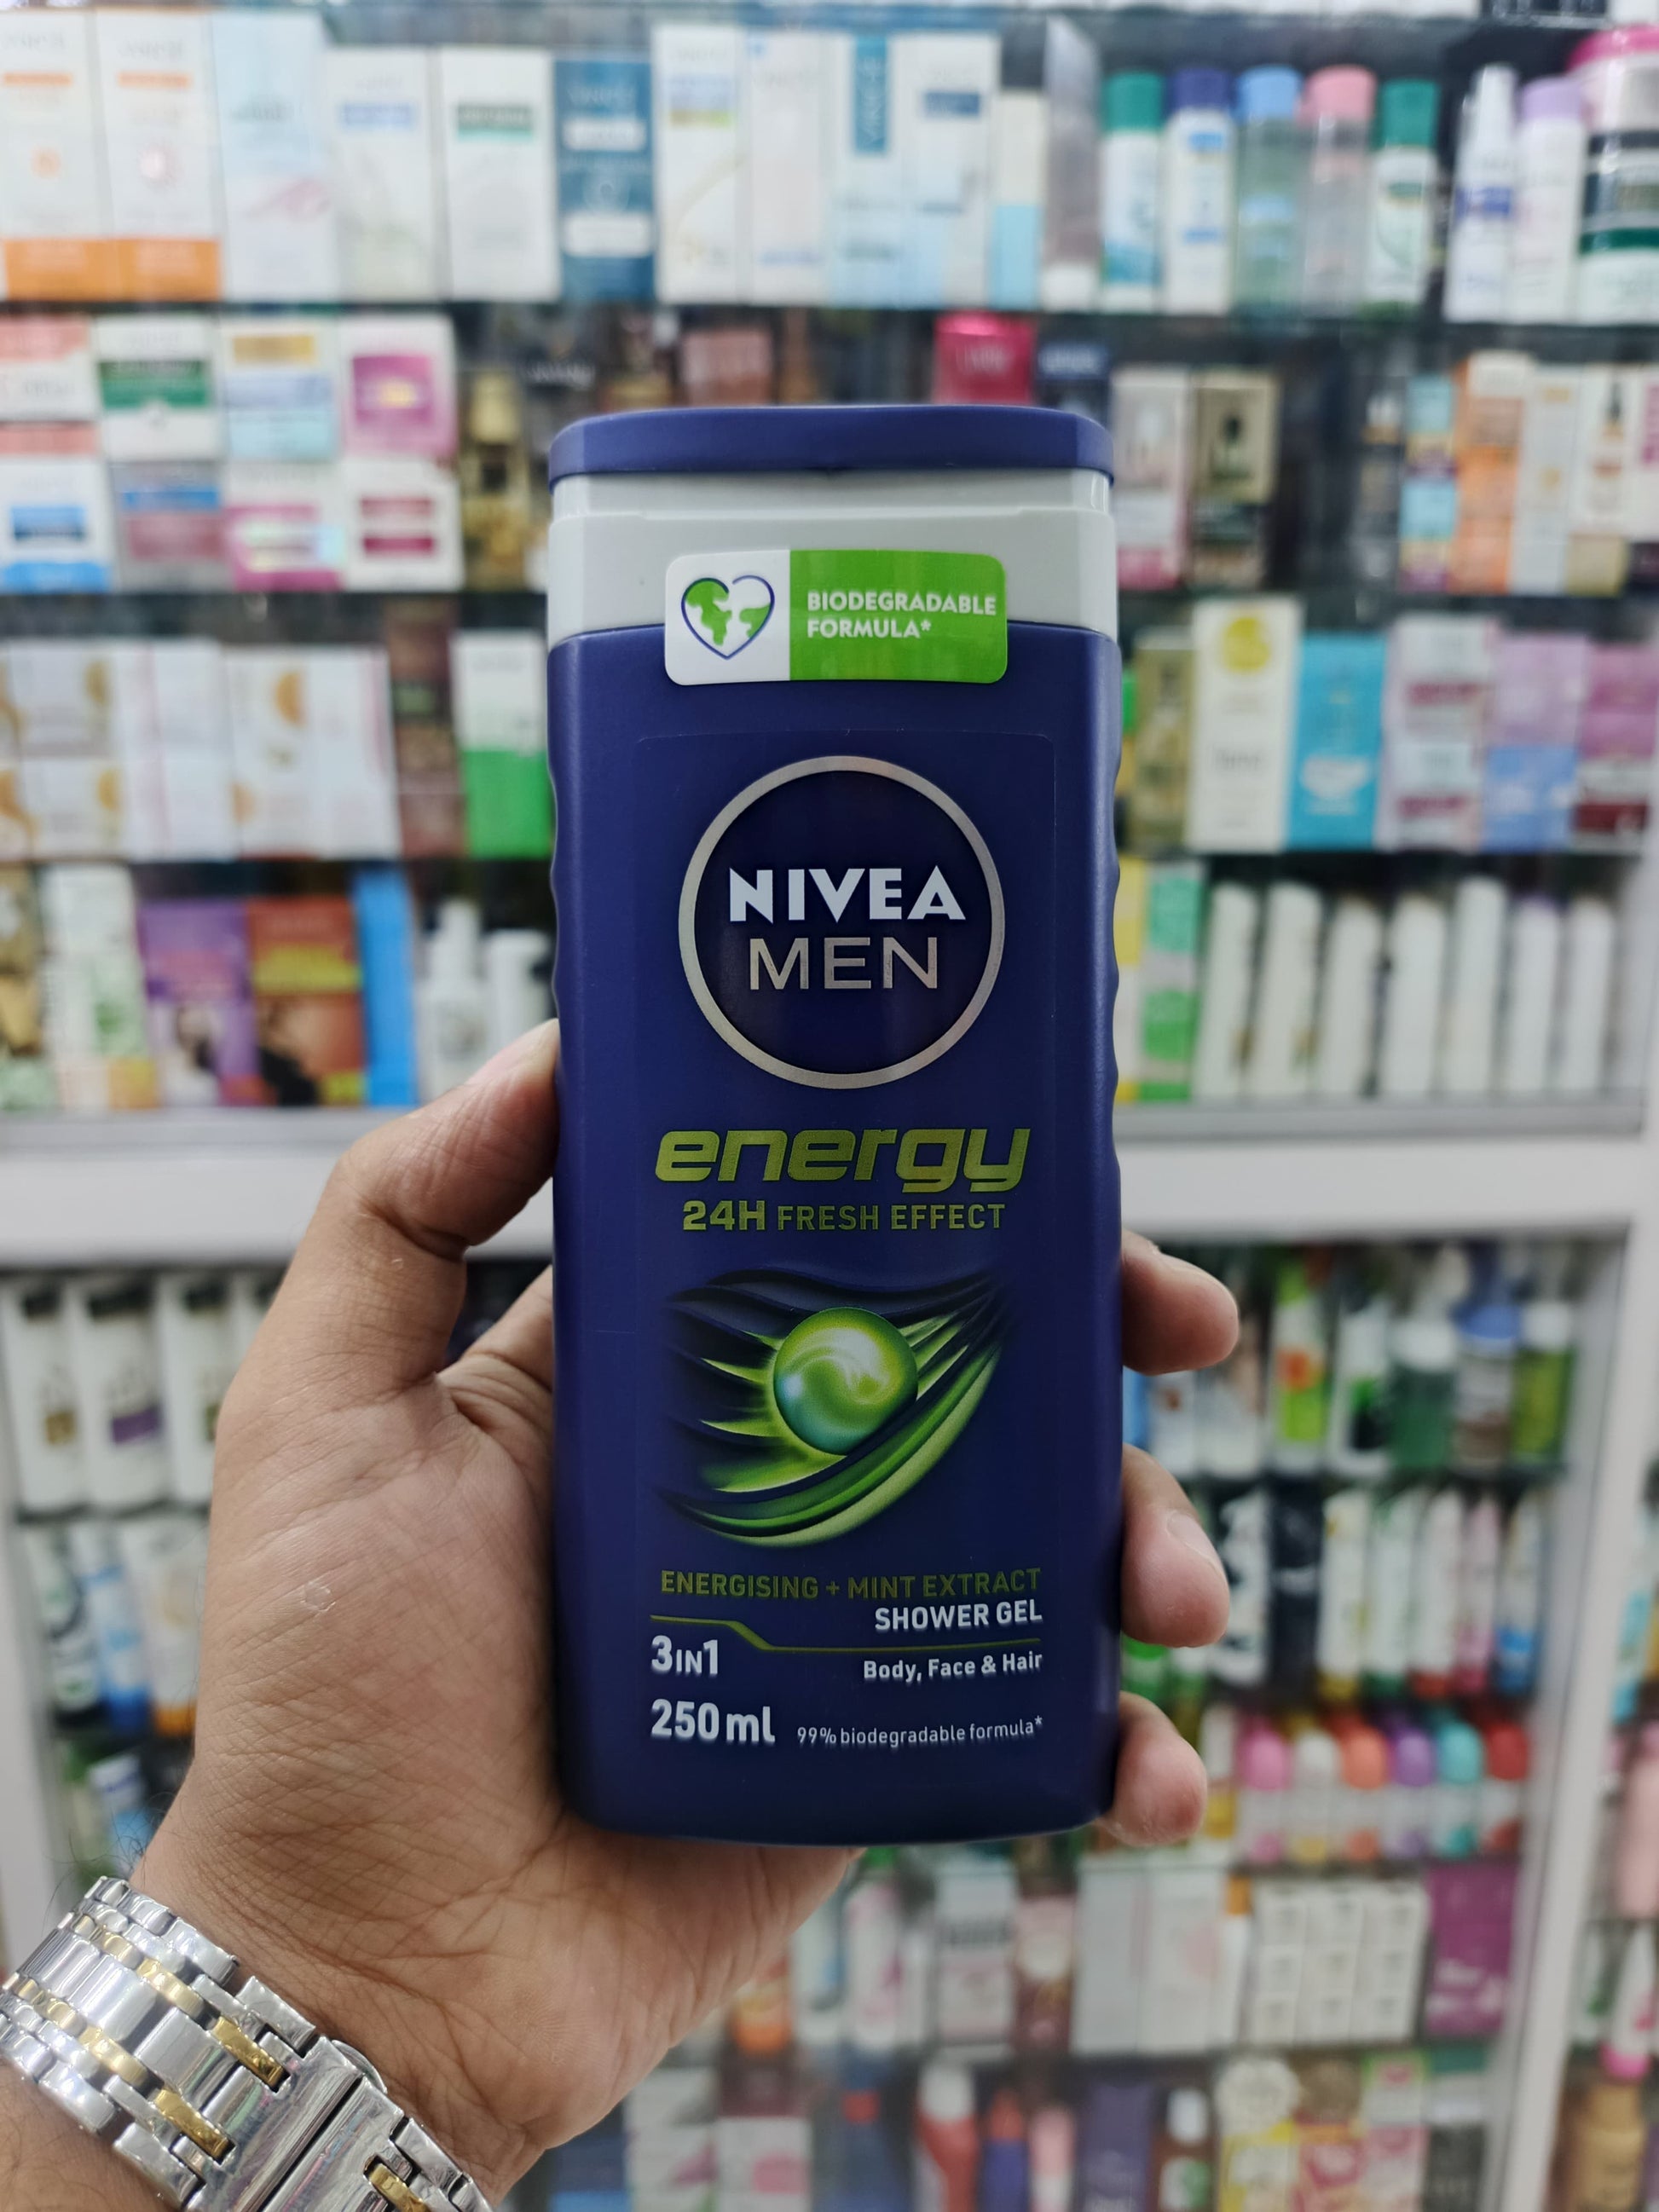 BIODEGRADABLE
FORMULA*
NIVEA
MEN
energy
24H FRESH EFFECT
ENERGISING + MINT EXTRACT
SHOWER GEL
3IN1
Body, Face & Hair
250ml 99% biodegradable formula*